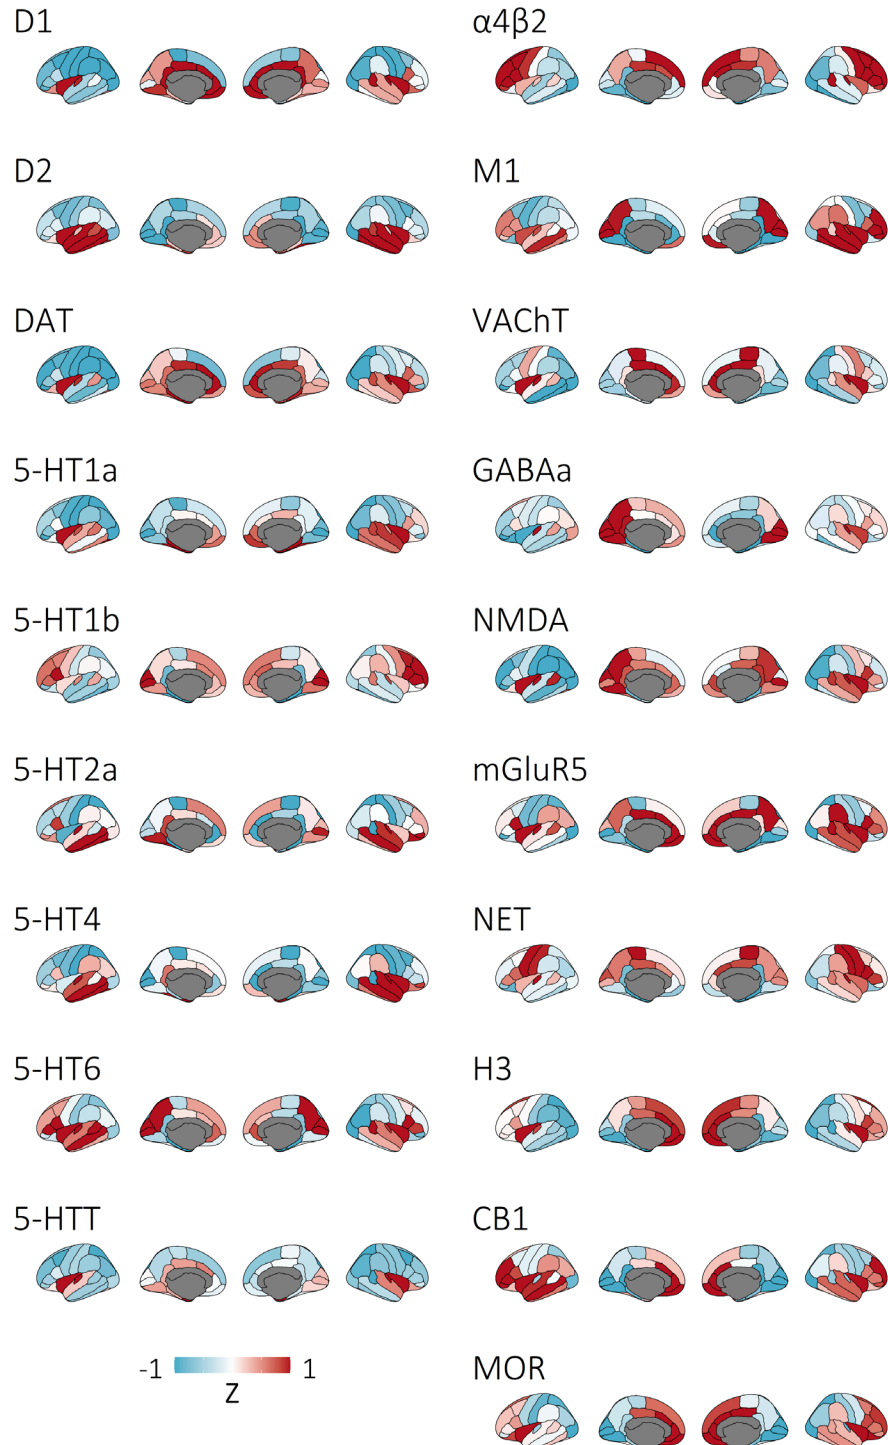 D1
D2
DAT
5-HT1a
5-HT1b
5-HT2a
5-HT4
5-HT6
5-HTT
-1 1
Z
α4β2
M1
VAChT
GABAa
NMDA
mGluR5
NET
H3
CB1
MOR